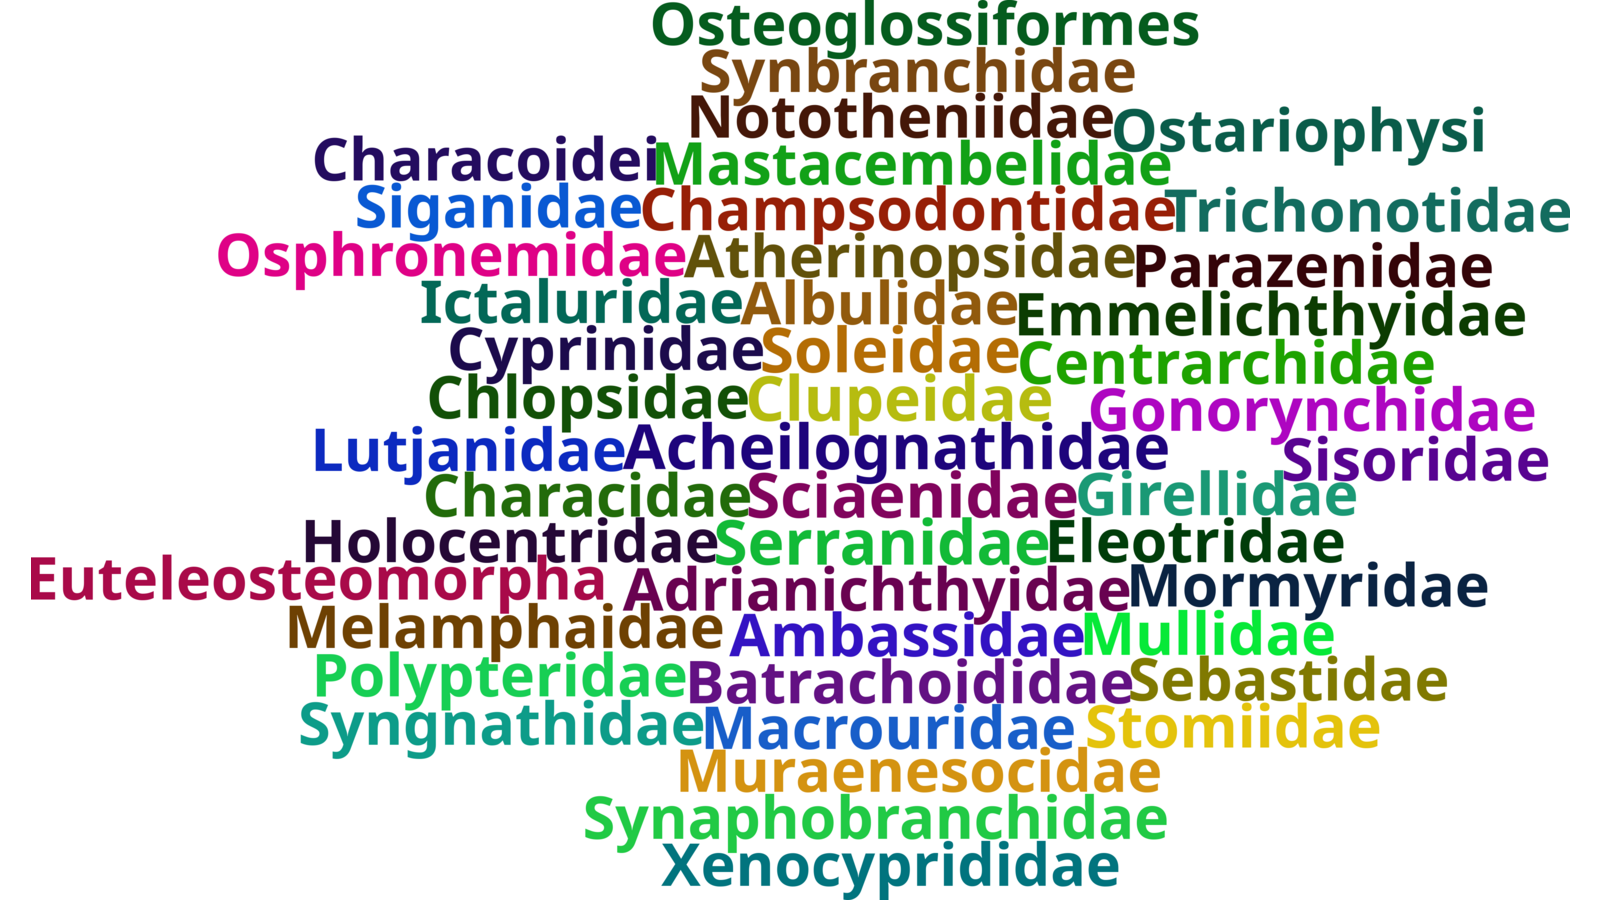 Osteoglossiformes
Synbranchidae
Nototheniidae Ostariophysi
Characoidei Mastacembelidae
Siganidae Champsodontidae Trichonotidae
Osphronemidae Atherinopsidae Parazenidae
Ictaluridae Albulidae Emmelichthyidae
Cyprinidae Soleidae Centrarchidae
Chlopsidae Clupeidae Gonorynchidae
Lutjanidae Acheilognathidae Sisoridae
Characidae Sciaenidae Girellidae
Holocentridae Serranidae Eleotridae
Euteleosteomorpha Adrianichthyidae Mormyridae
Melamphaidae Ambassidae Mullidae
Polypteridae Batrachoididae Sebastidae
Syngnathidae Macrouridae Stomiidae
Muraenesocidae
Synaphobranchidae
Xenocyprididae